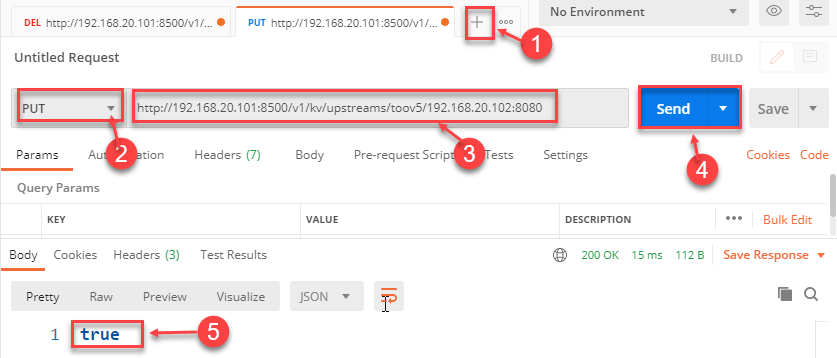 DEL http://192.168.20.101:8500/v1/... PUT http://192.168.20.101:8500/v1/... + ••• No Environment
1
Untitled Request BUILD
PUT http://192.168.20.101:8500/v1/kv/upstreams/toov5/192.168.20.102:8080 Send Save
2 3 4
Params Headers (7) Body Pre-request Script Tests Settings Cookies Code
Query Params
KEY VALUE DESCRIPTION ••• Bulk Edit
Body Cookies Headers (3) Test Results 200 OK 15 ms 112 B Save Response
Pretty Raw Preview Visualize JSON
1 true 5